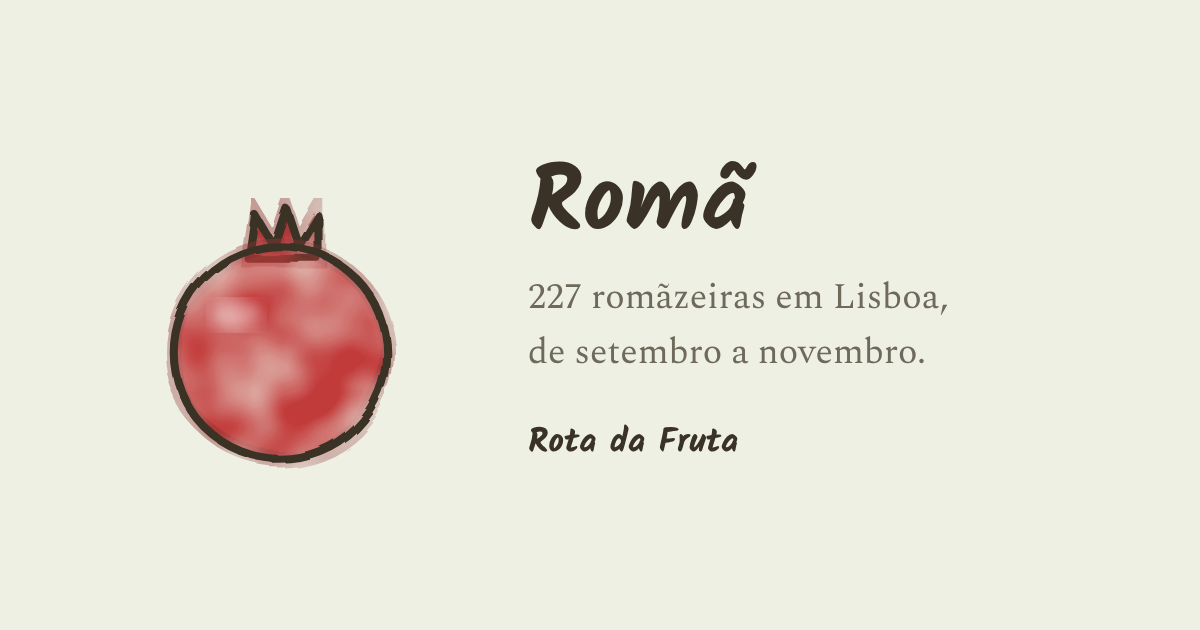 Romã
227 romãzeiras em Lisboa,
de setembro a novembro.
Rota da Fruta